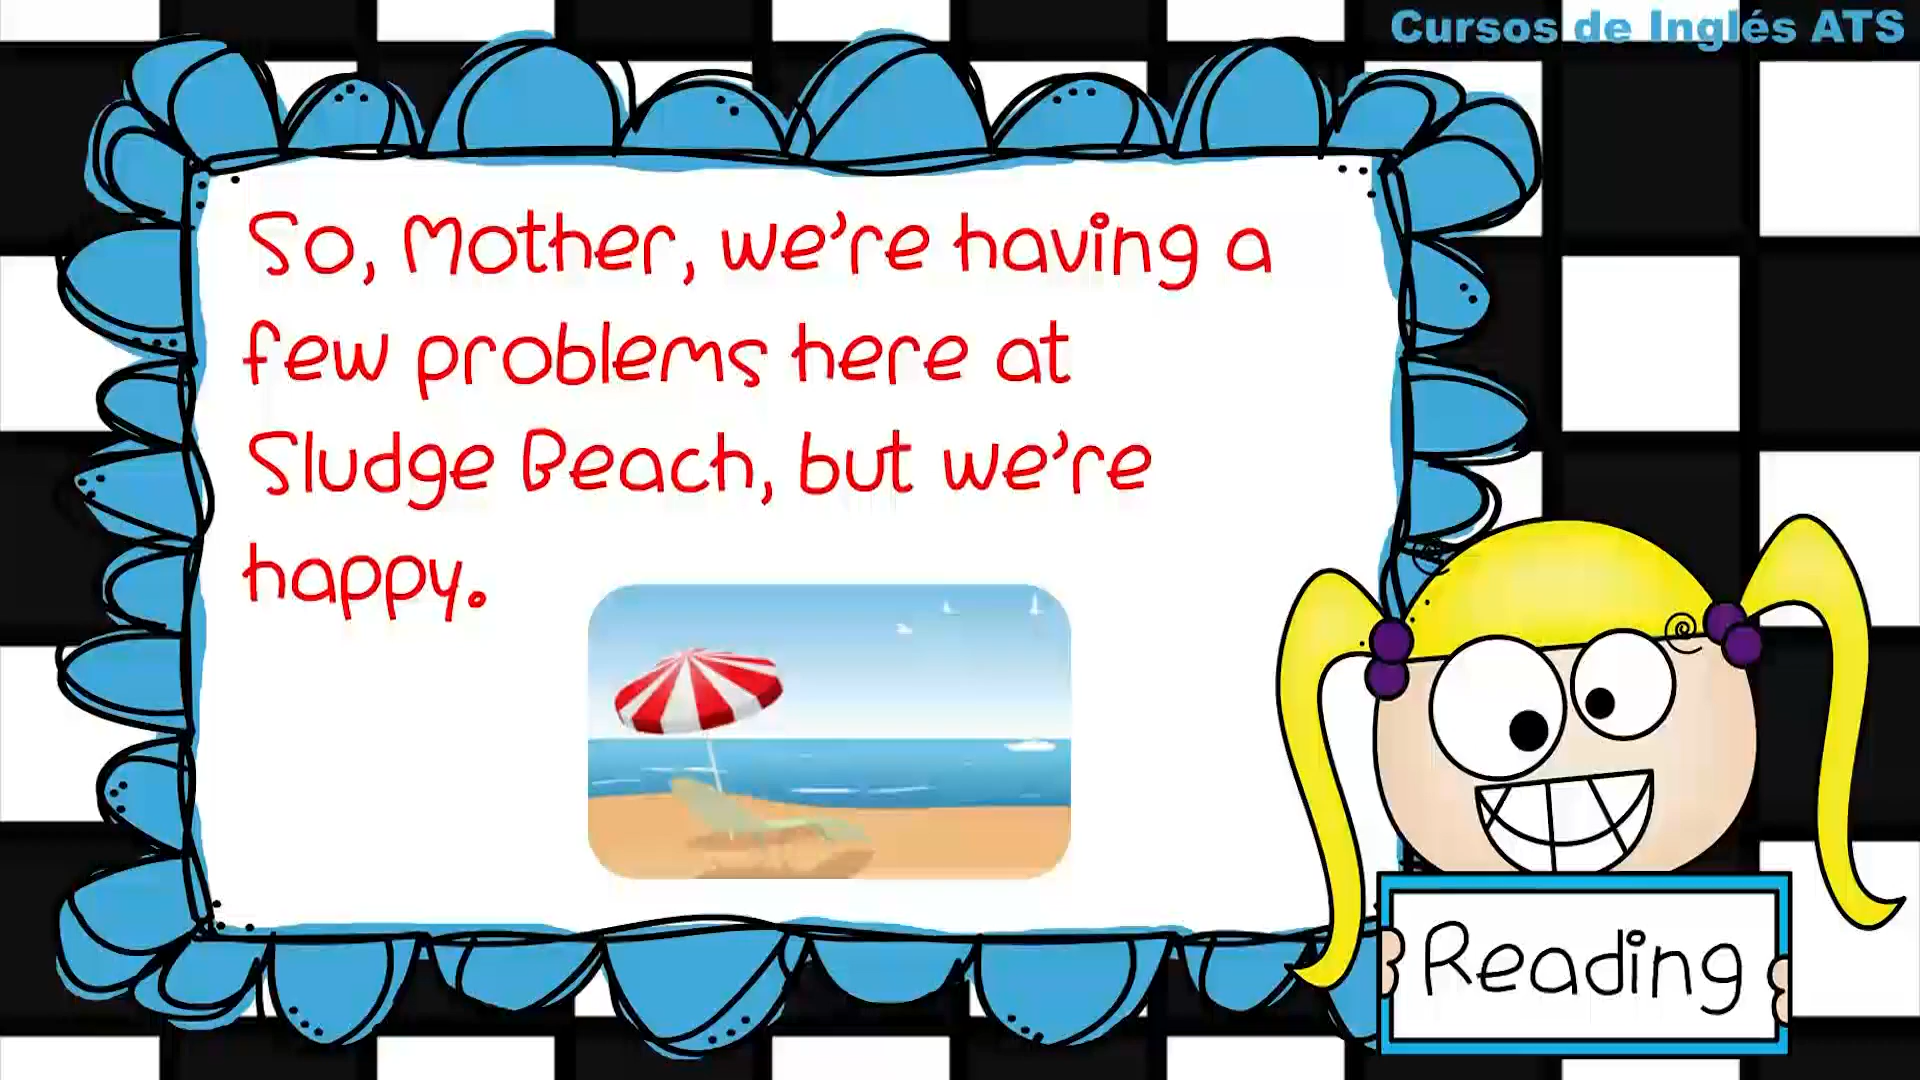 Cursos de Inglés ATS
So, Mother, we're having a
few problems here at
Sludge Beach, but we're
happy.
Reading